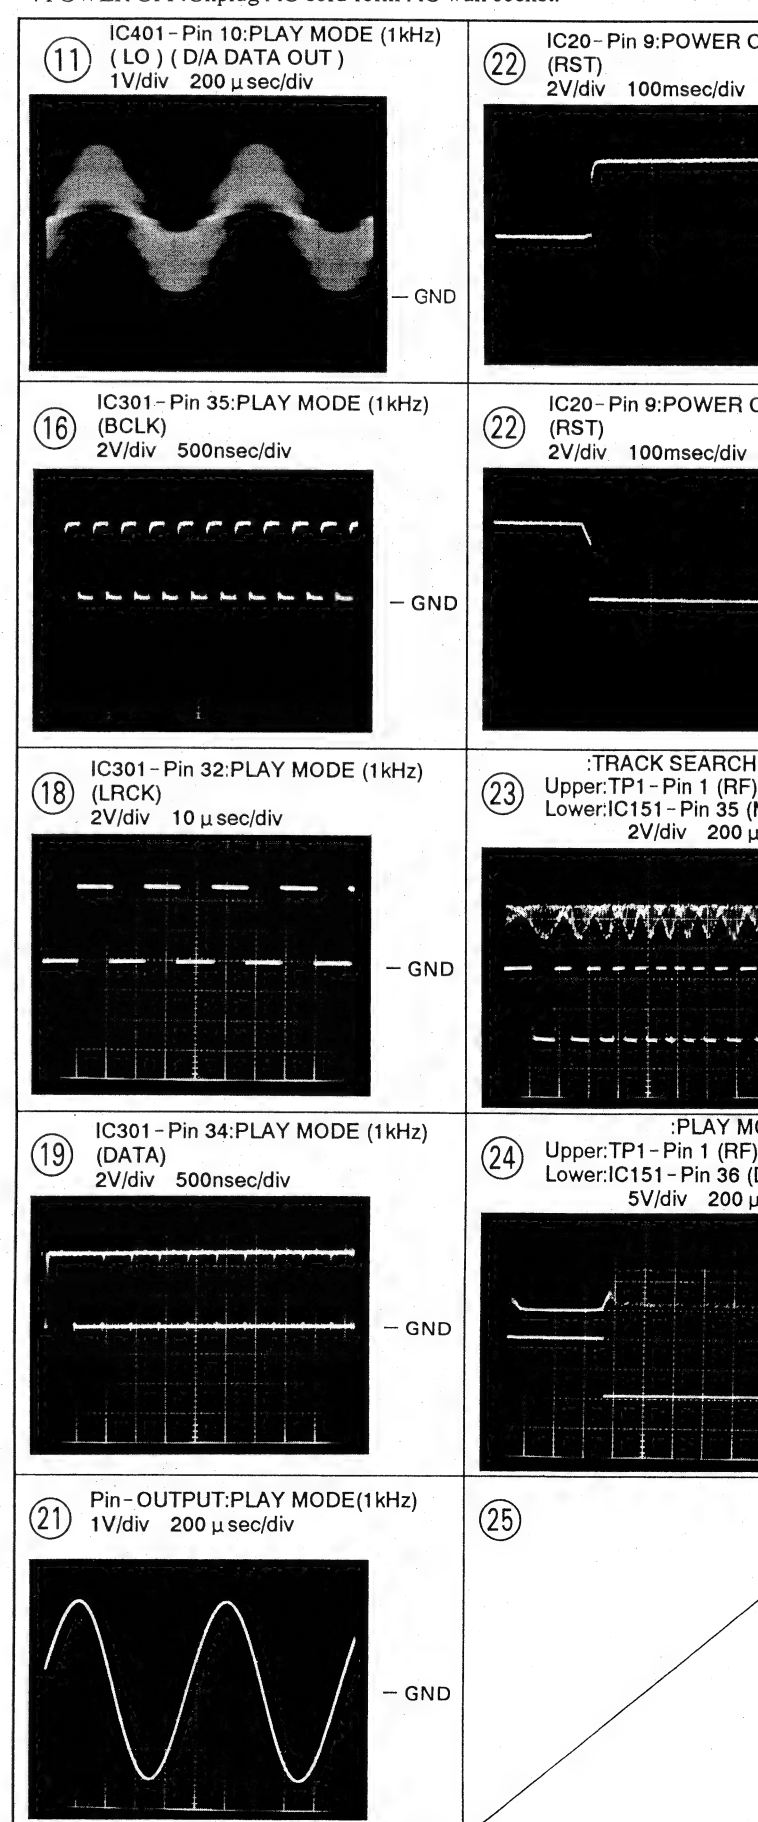 IC401-Pin 10:PLAY MODE (1kHz)
11 ( LO ) ( D/A DATA OUT )
1V/div 200 μ sec/div
— GND
IC301-Pin 35:PLAY MODE (1kHz)
16 (BCLK)
2V/div 500nsec/div
— GND
IC301-Pin 32:PLAY MODE (1kHz)
18 (LRCK)
2V/div 10 μ sec/div
— GND
IC301-Pin 34:PLAY MODE (1kHz)
19 (DATA)
2V/div 500nsec/div
— GND
Pin-OUTPUT:PLAY MODE(1kHz)
21 1V/div 200 μ sec/div
— GND
IC20-Pin 9:POWER
22 (RST)
2V/div 100msec/div
IC20-Pin 9:POWER
22 (RST)
2V/div 100msec/div
:TRACK SEARCH
23 Upper:TP1-Pin 1 (RF)
Lower:IC151-Pin 35
2V/div 200 μ
:PLAY
24 Upper:TP1-Pin 1 (RF)
Lower:IC151-Pin 36
5V/div 200 μ
25